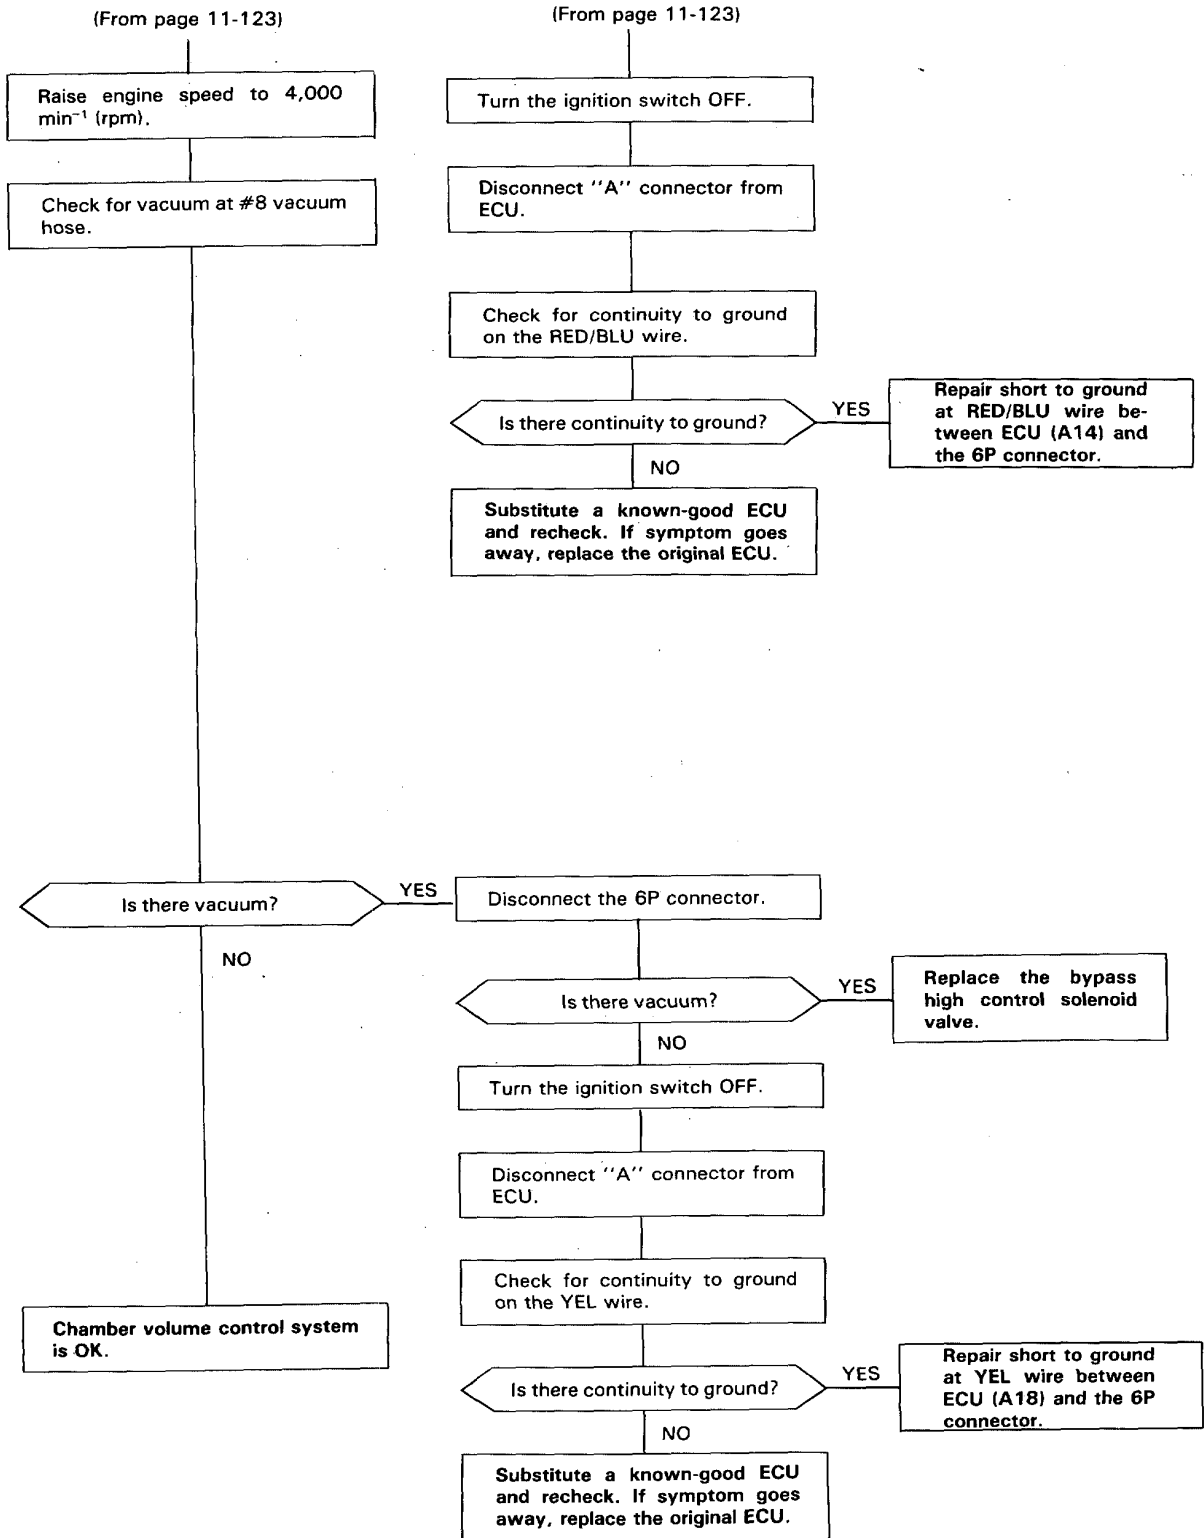 (From page 11-123)
Raise engine speed to 4,000
min⁻¹ (rpm).
Check for vacuum at #8 vacuum
hose.
(From page 11-123)
Turn the ignition switch OFF.
Disconnect "A" connector from
ECU.
Check for continuity to ground
on the RED/BLU wire.
Is there continuity to ground?
YES
Repair short to ground
at RED/BLU wire be-
tween ECU (A14) and
the 6P connector.
NO
Substitute a known-good ECU
and recheck. If symptom goes
away, replace the original ECU.
Is there vacuum?
YES
Disconnect the 6P connector.
NO
Is there vacuum?
YES
Replace the bypass
high control solenoid
valve.
NO
Turn the ignition switch OFF.
Disconnect "A" connector from
ECU.
Check for continuity to ground
on the YEL wire.
Chamber volume control system
is OK.
Is there continuity to ground?
YES
Repair short to ground
at YEL wire between
ECU (A18) and the 6P
connector.
NO
Substitute a known-good ECU
and recheck. If symptom goes
away, replace the original ECU.